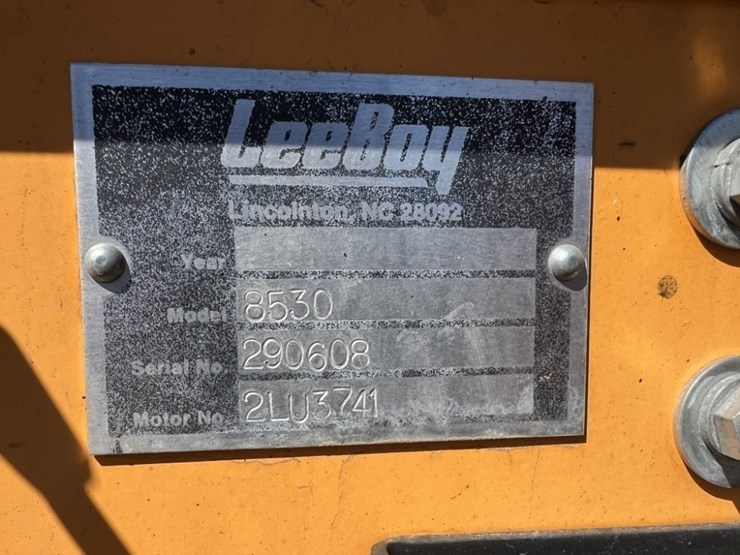 LeeBoy
Lincolnton, NC 28092
Year
Model 8530
Serial No. 290608
Motor No. 2LU3741